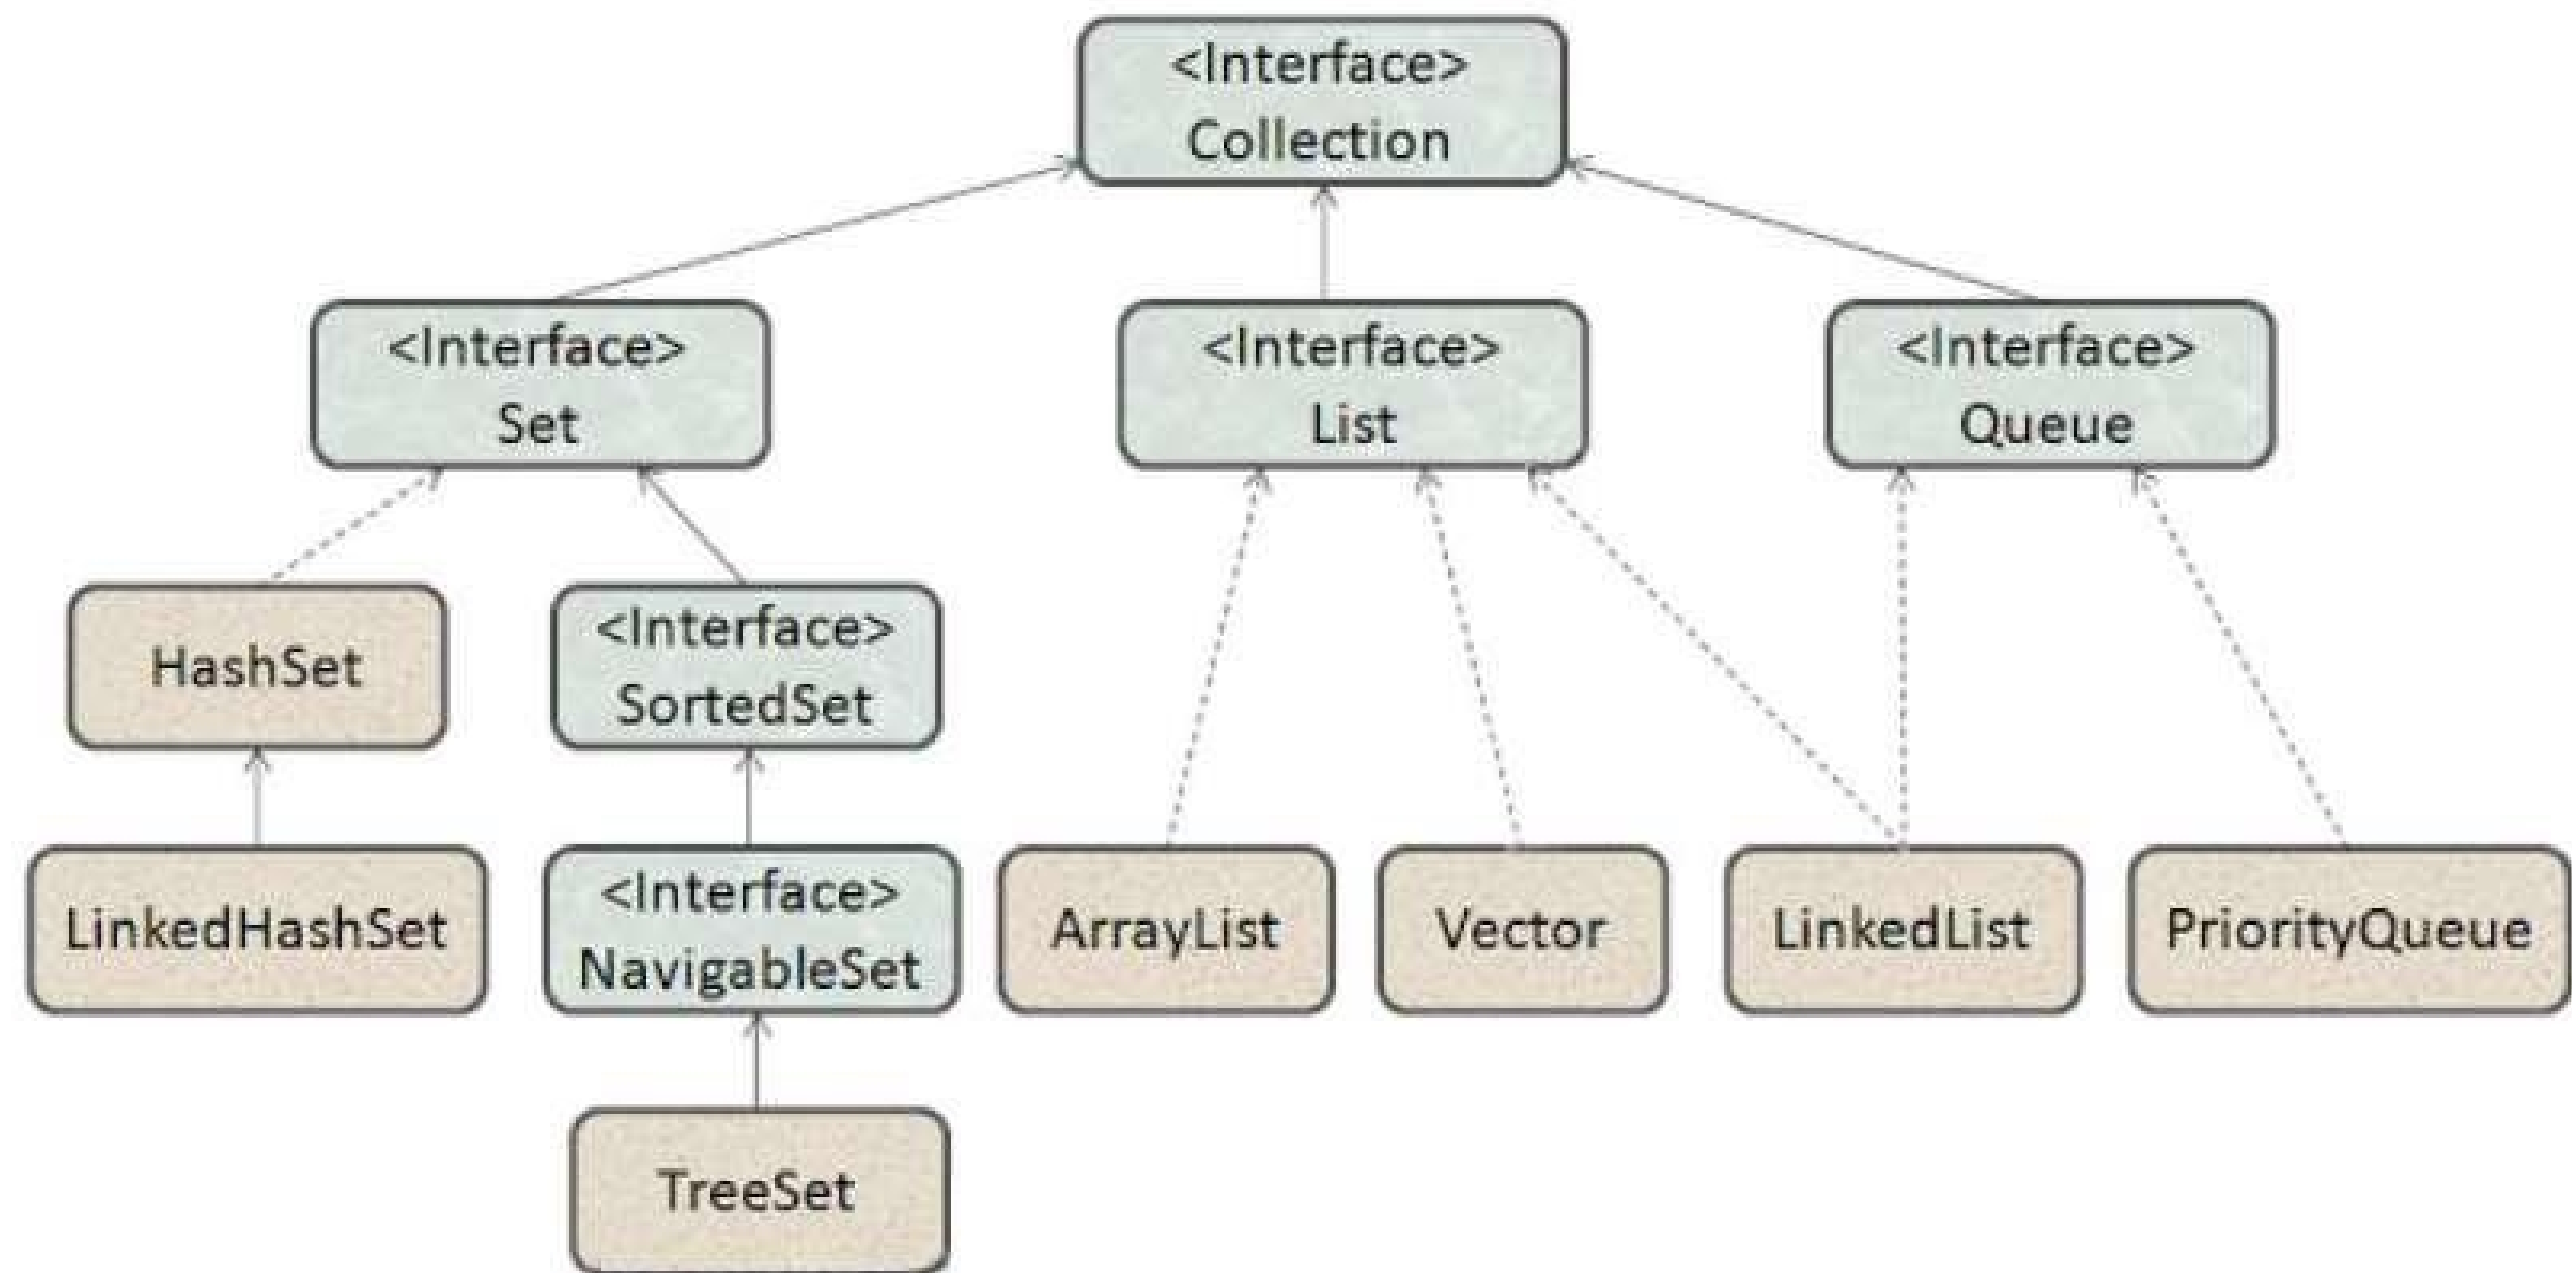 <Interface>
Collection
<Interface>
Set
<Interface>
List
<Interface>
Queue
HashSet
<Interface>
SortedSet
LinkedHashSet
<Interface>
NavigableSet
ArrayList
Vector
LinkedList
PriorityQueue
TreeSet